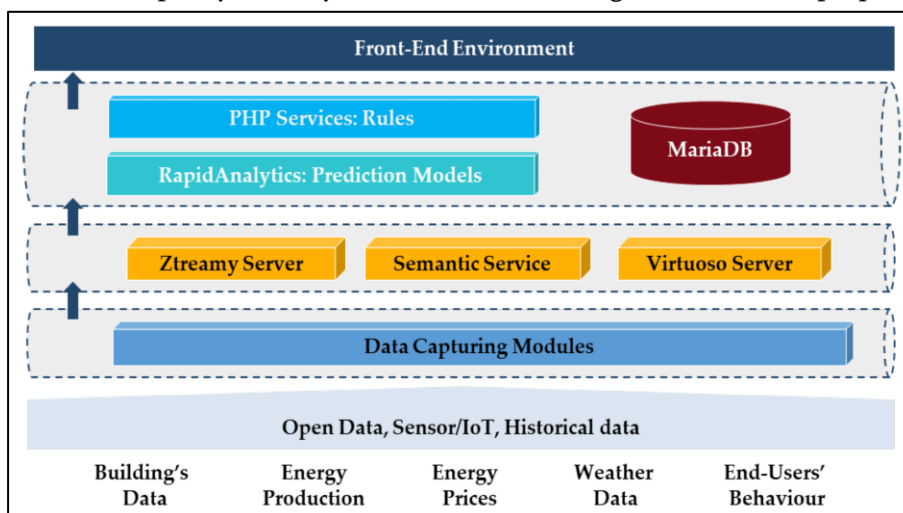 Front-End Environment
PHP Services: Rules
MariaDB
RapidAnalytics: Prediction Models
Ztreamy Server
Semantic Service
Virtuoso Server
Data Capturing Modules
Open Data, Sensor/IoT, Historical data
Building's
Data
Energy
Production
Energy
Prices
Weather
Data
End-Users'
Behaviour